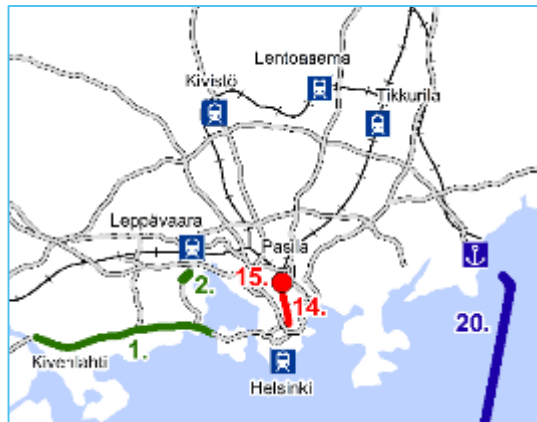 Lentoasema
Kivistö
Tikkurila
Leppävaara
Pasila
15.
2.
14.
20.
1.
Kivenlahti
Helsinki